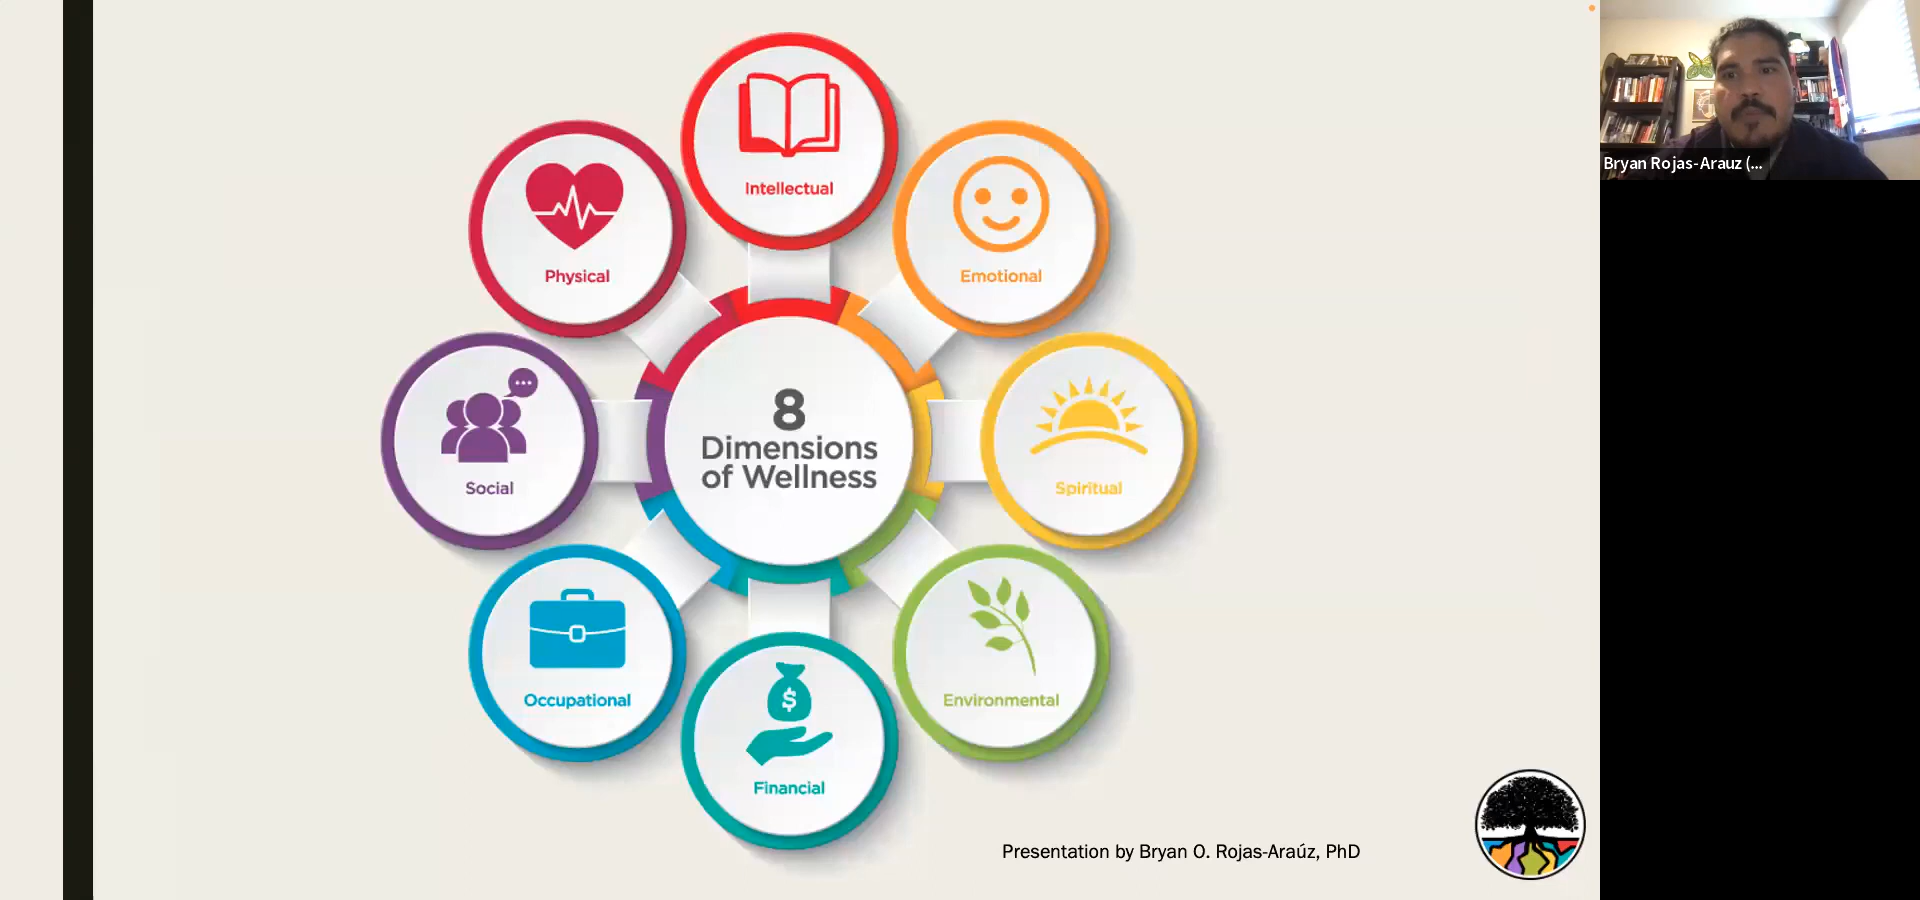 Intellectual
Physical
Emotional
8
Dimensions
of Wellness
Social
Spiritual
Occupational
Environmental
$
Financial
Presentation by Bryan O. Rojas-Araúz, PhD
Bryan Rojas-Arauz (...